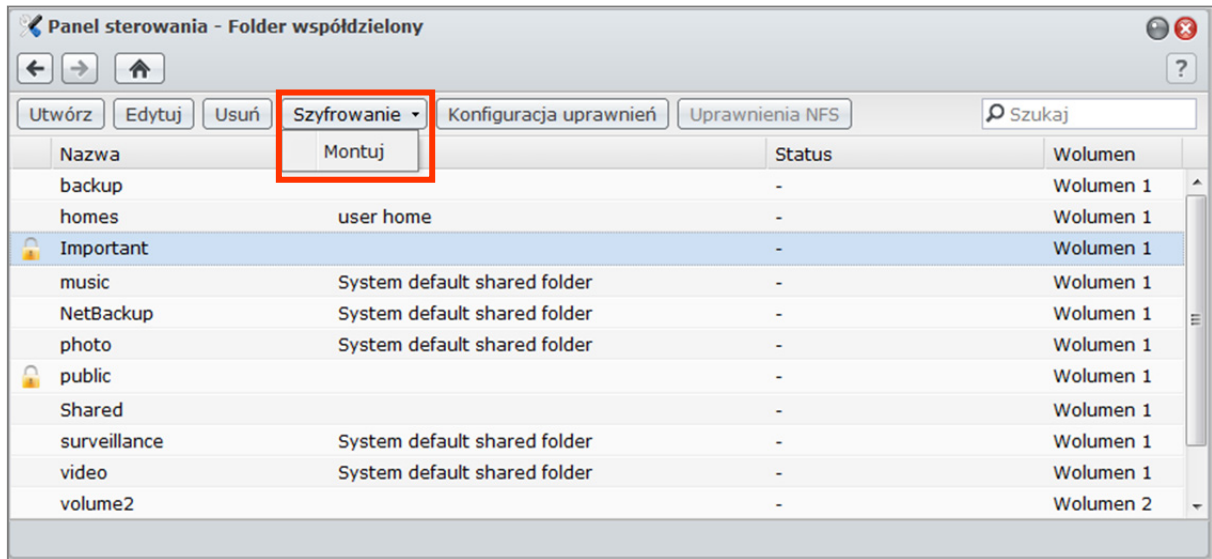 Panel sterowania - Folder współdzielony
?
Utwórz Edytuj Usuń Szyfrowanie Konfiguracja uprawnień Uprawnienia NFS Szukaj
Montuj
Nazwa Status Wolumen
backup - Wolumen 1
homes user home - Wolumen 1
Important - Wolumen 1
music System default shared folder - Wolumen 1
NetBackup System default shared folder - Wolumen 1
photo System default shared folder - Wolumen 1
public - Wolumen 1
Shared - Wolumen 1
surveillance System default shared folder - Wolumen 1
video System default shared folder - Wolumen 1
volume2 - Wolumen 2